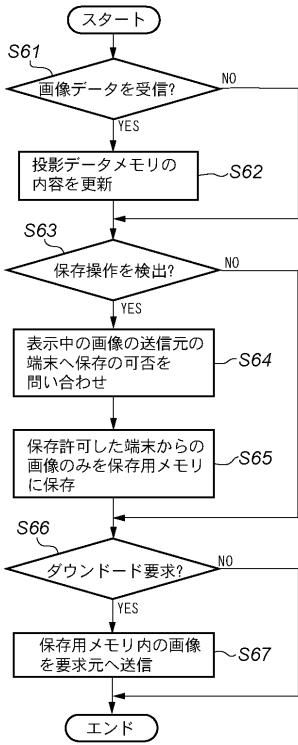 スタート
S61
画像データを受信?
NO
YES
投影データメモリの
内容を更新
S62
S63
保存操作を検出?
NO
YES
表示中の画像の送信元の
端末へ保存の可否を
問い合わせ
S64
保存許可した端末からの
画像のみを保存用メモリ
に保存
S65
S66
ダウンドード要求?
NO
YES
保存用メモリ内の画像
を要求元へ送信
S67
エンド